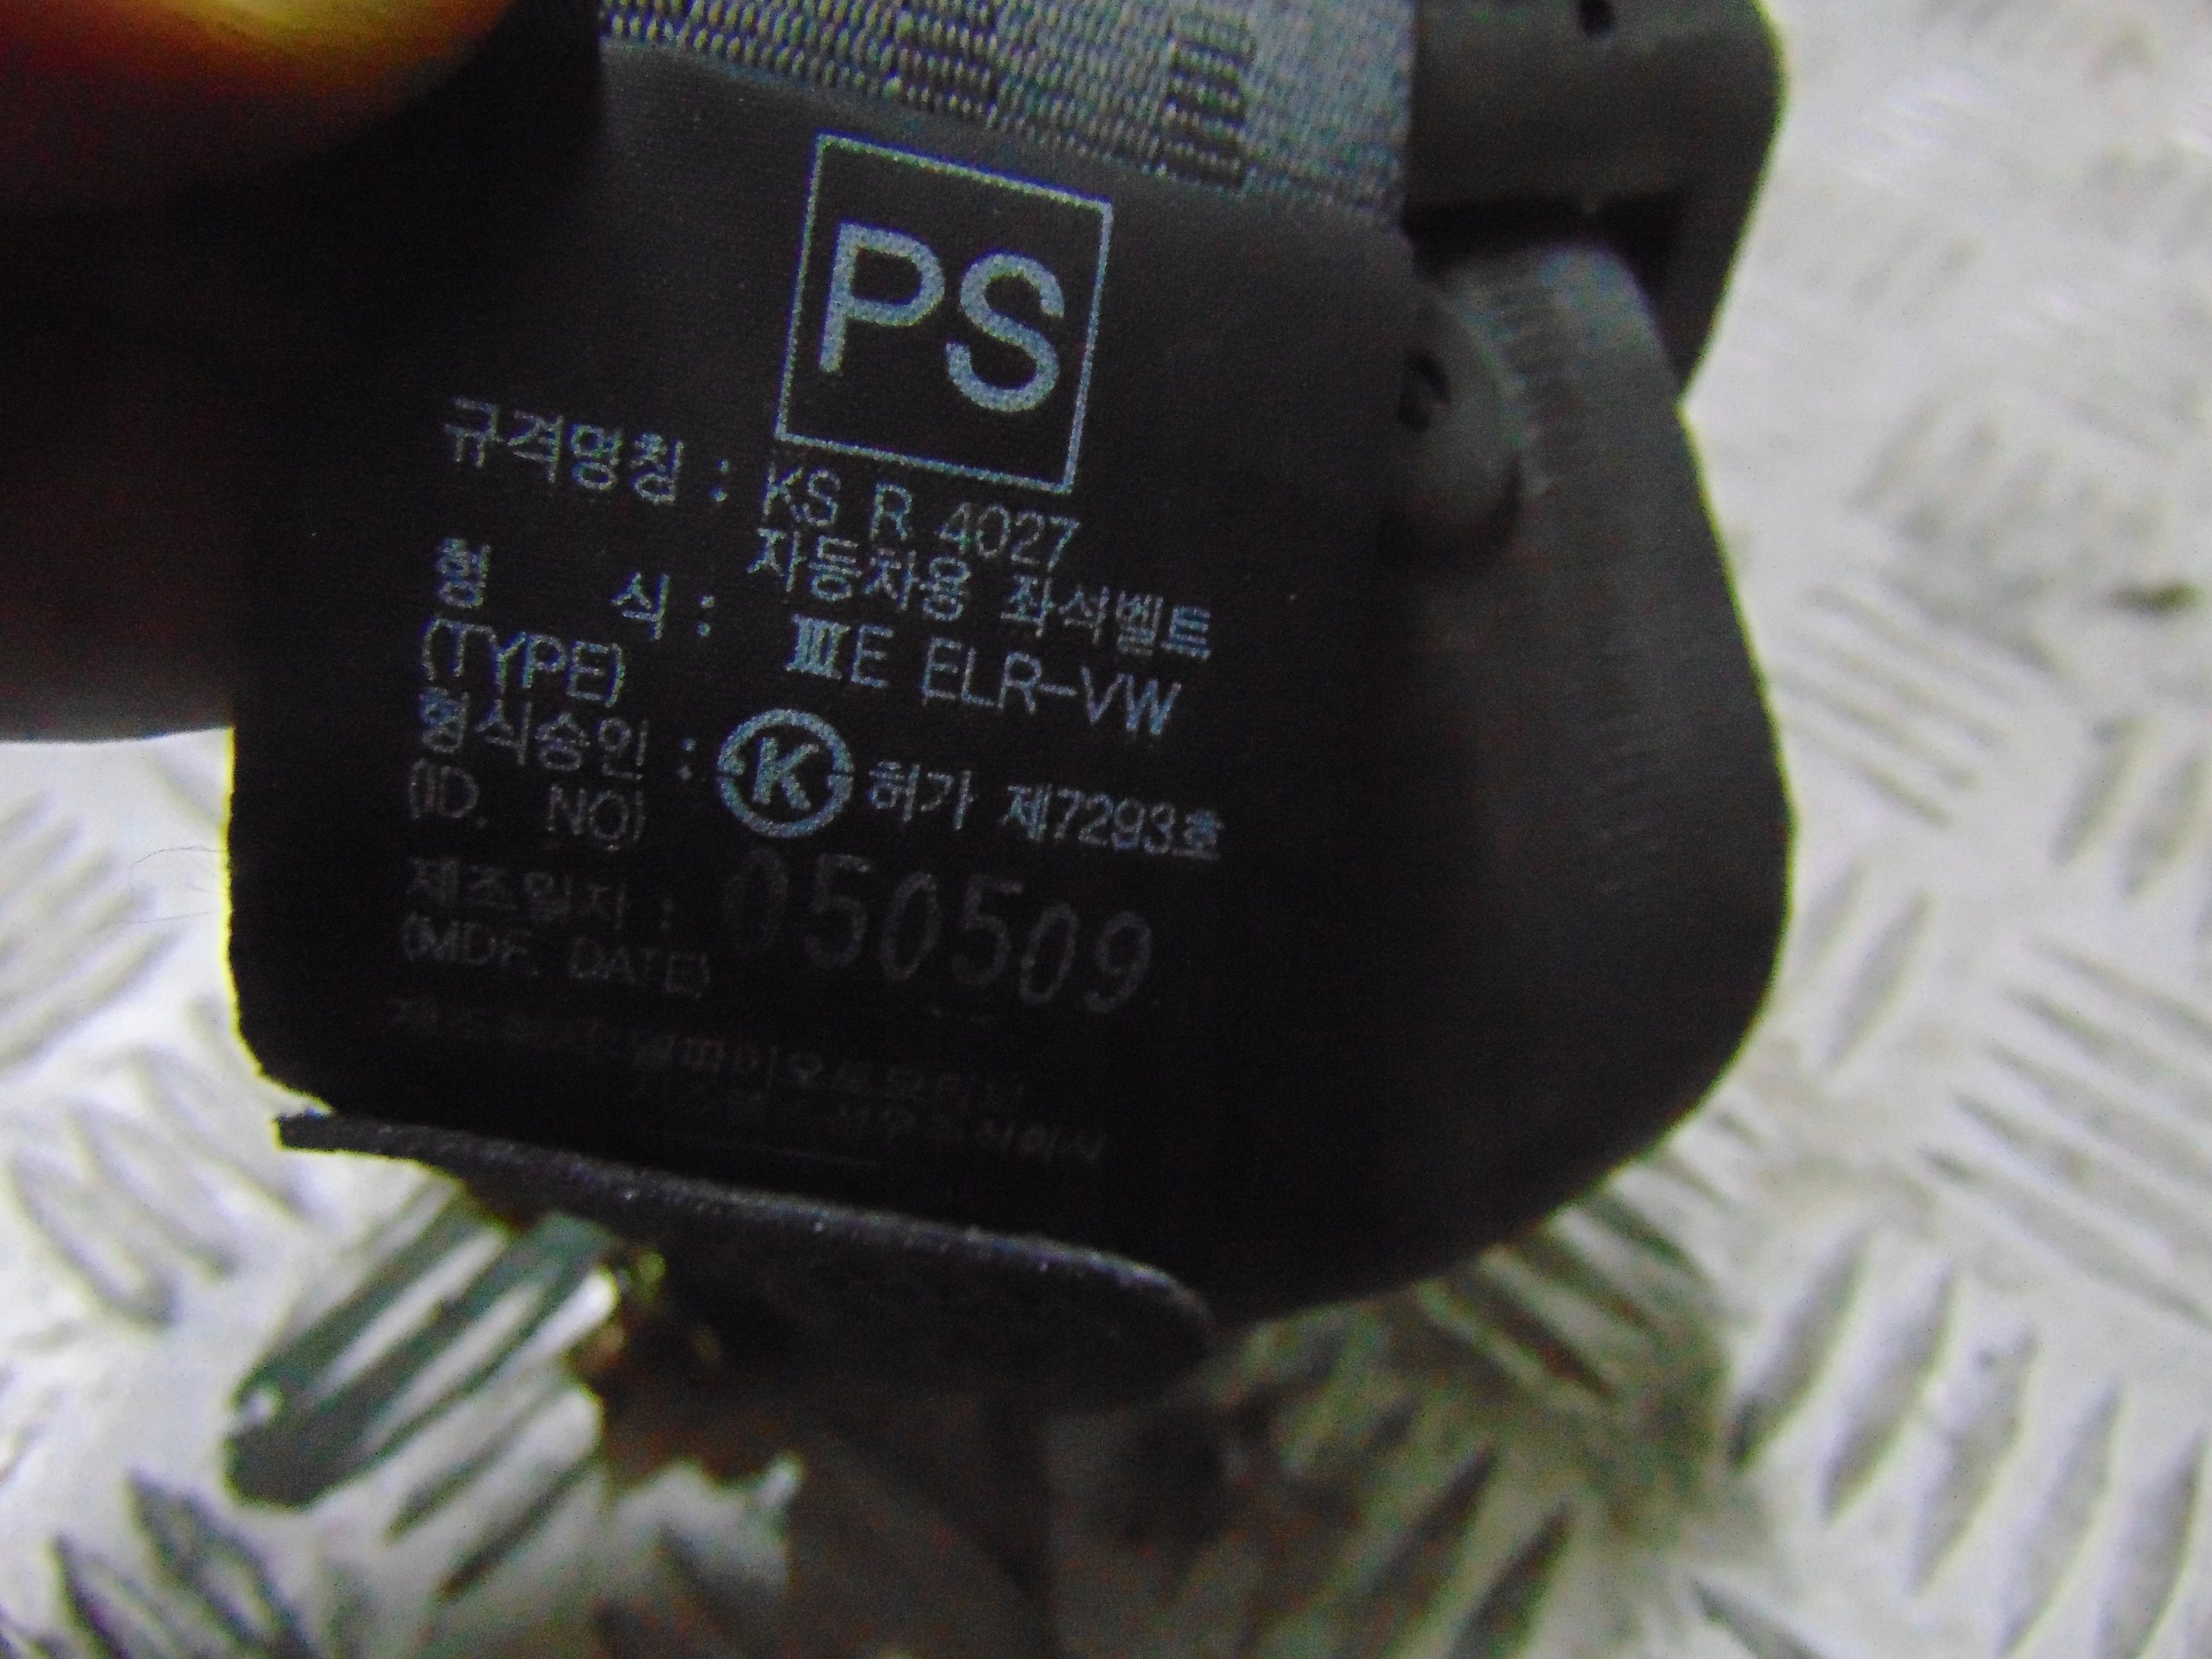 PS
규격명칭 : KS R 4027
자동차용 좌석벨트
형 식 : ⅢE ELR-VW
(TYPE)
형식승인 : K 허가 제7293호
(ID. NO)
제조일자 : 050509
(MDF. DATE)